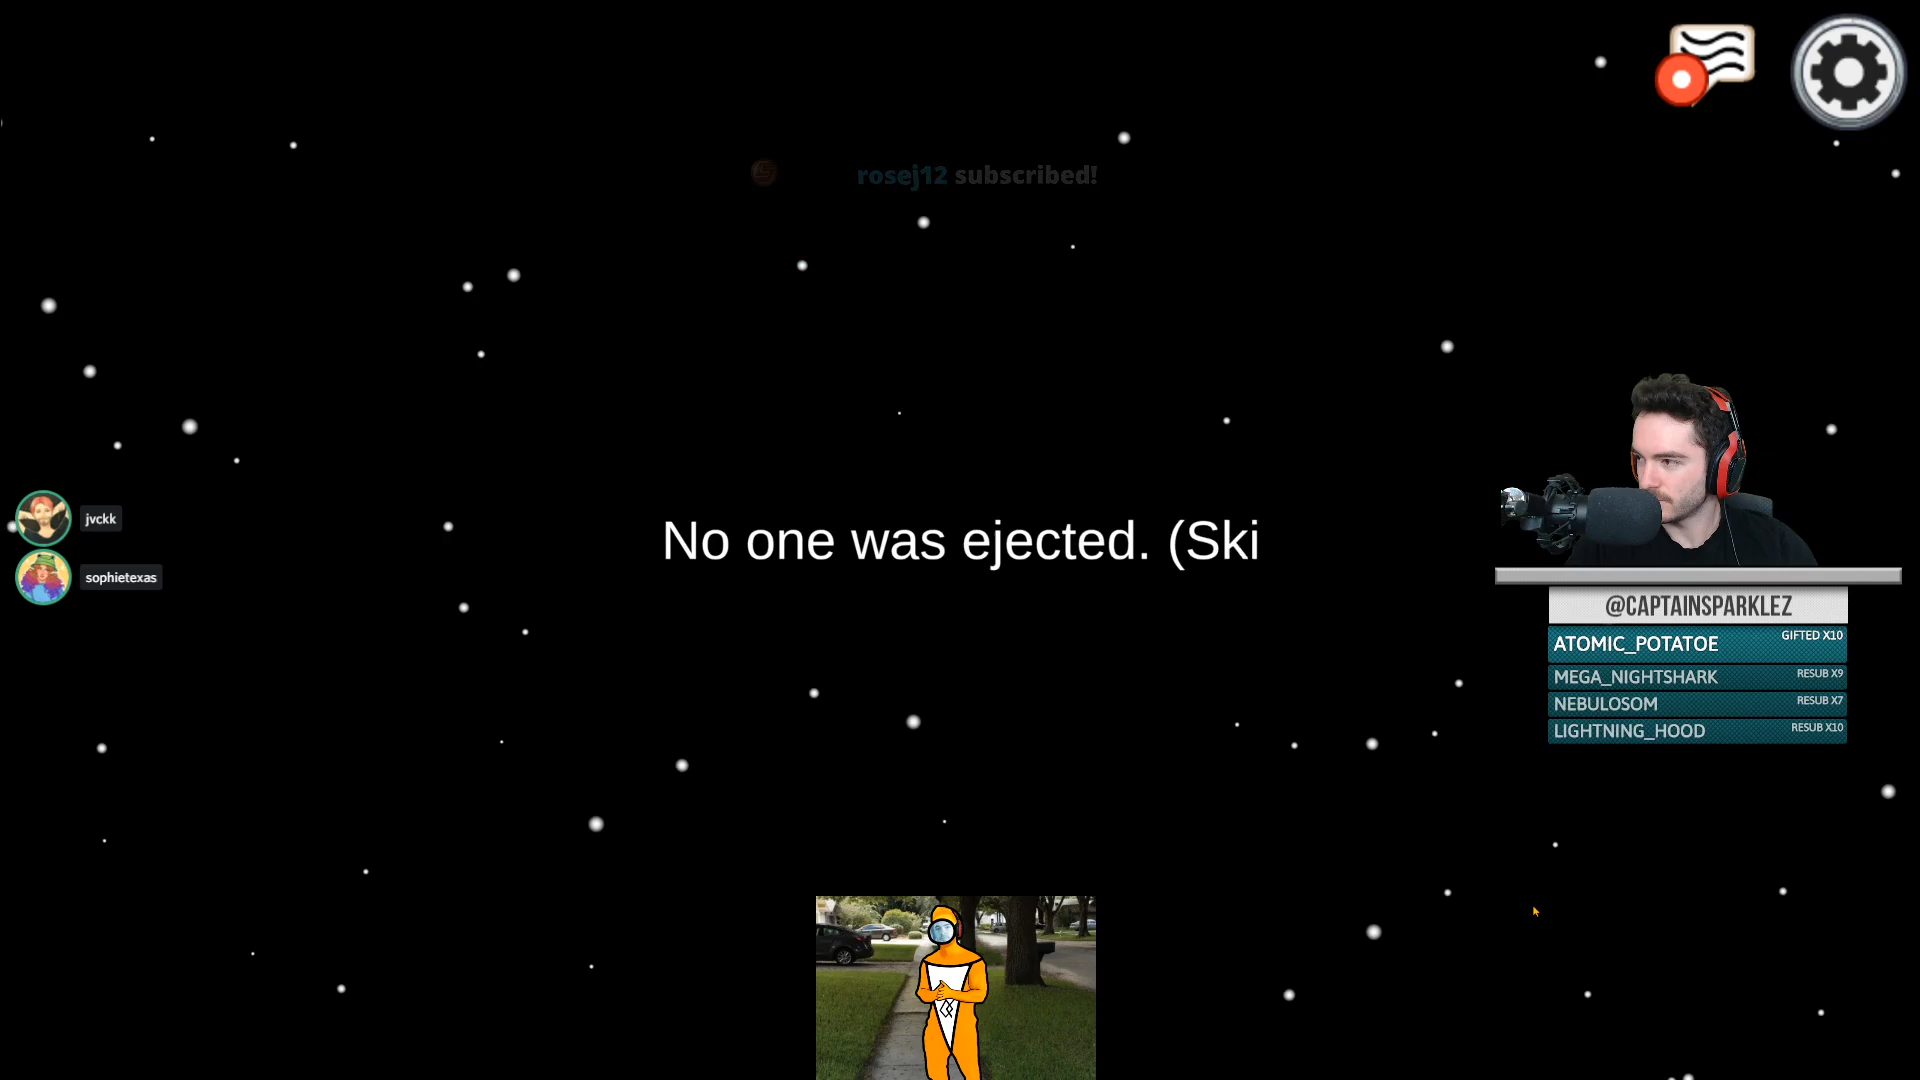 rosej12 subscribed!
jvckk
sophietexas
No one was ejected. (Ski
@CAPTAINSPARKLEZ
ATOMIC_POTATOE GIFTED X10
MEGA_NIGHTSHARK RESUB X9
NEBULOSOM RESUB X7
LIGHTNING_HOOD RESUB X10